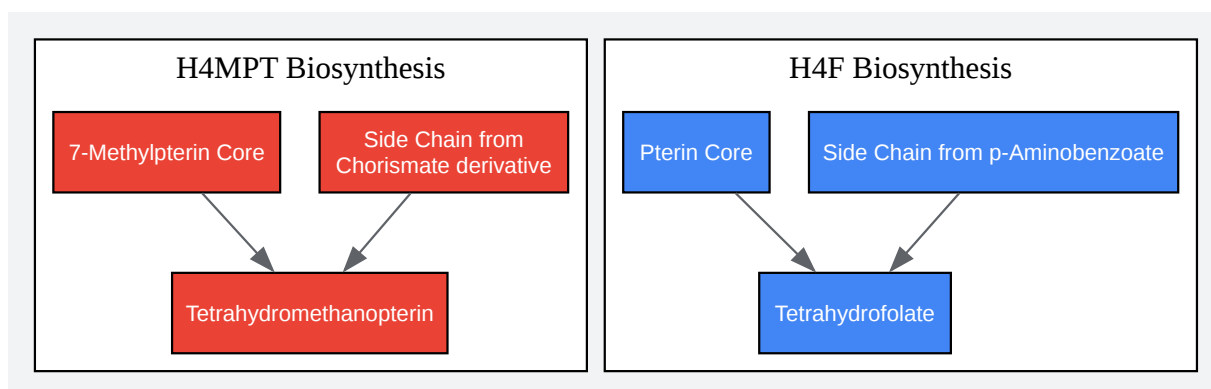 H4MPT Biosynthesis
7-Methylpterin Core
Side Chain from
Chorismate derivative
Tetrahydromethanopterin
H4F Biosynthesis
Pterin Core
Side Chain from p-Aminobenzoate
Tetrahydrofolate